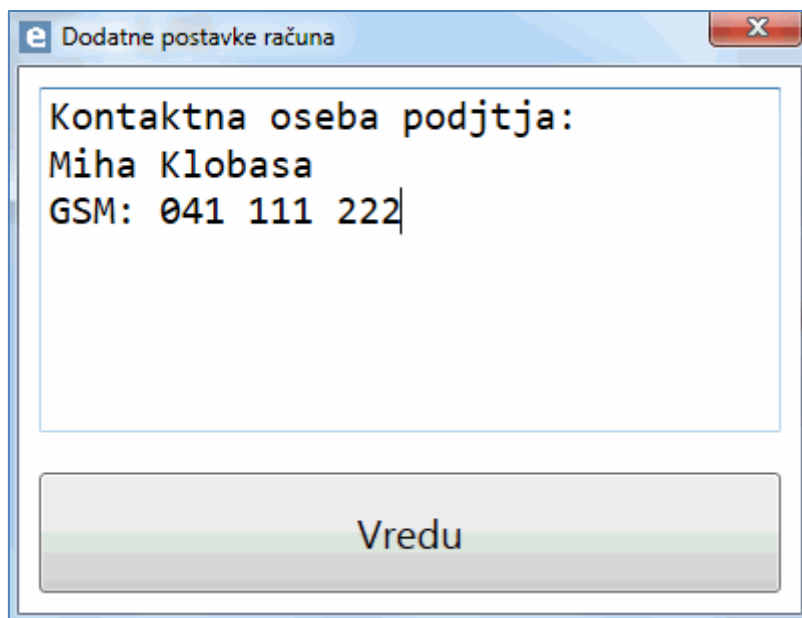 e Dodatne postavke računa
Kontaktna oseba podjtja:
Miha Klobasa
GSM: 041 111 222
Vredu